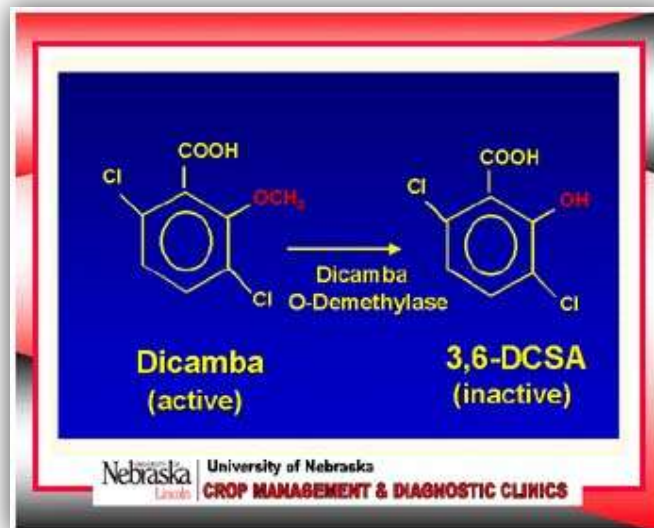 COOH
Cl
OCH3
Cl
COOH
Cl
OH
Cl
Dicamba
O-Demethylase
Dicamba
(active)
3,6-DCSA
(inactive)
Nebraska
Lincoln
University of Nebraska
CROP MANAGEMENT & DIAGNOSTIC CLINICS